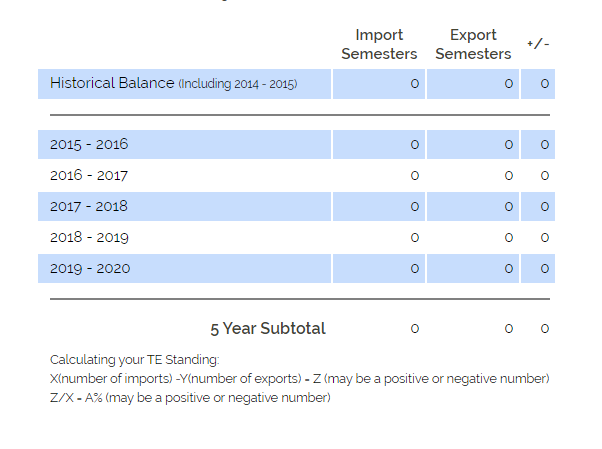 Import Semesters Export Semesters +/-
Historical Balance (Including 2014 - 2015) 0 0 0
2015 - 2016 0 0 0
2016 - 2017 0 0 0
2017 - 2018 0 0 0
2018 - 2019 0 0 0
2019 - 2020 0 0 0
5 Year Subtotal 0 0 0
Calculating your TE Standing:
X(number of imports) -Y(number of exports) = Z (may be a positive or negative number)
Z/X = A% (may be a positive or negative number)